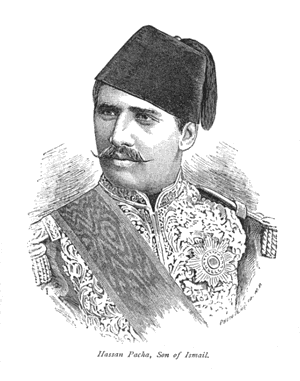 Hassan Pacha, Son of Ismail.